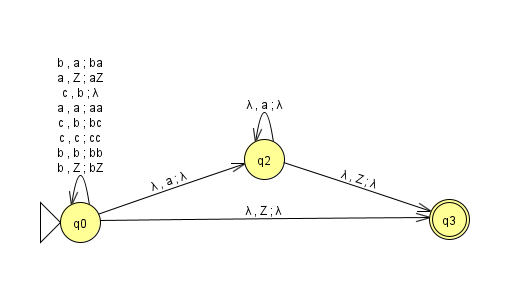 b , a ; ba
a , Z ; aZ
c , b ; λ
a , a ; aa
c , b ; bc
c , c ; cc
b , b ; bb
b , Z ; bZ
λ , a ; λ
q2
λ , a ; λ
λ , Z ; λ
λ , Z ; λ
q0
q3